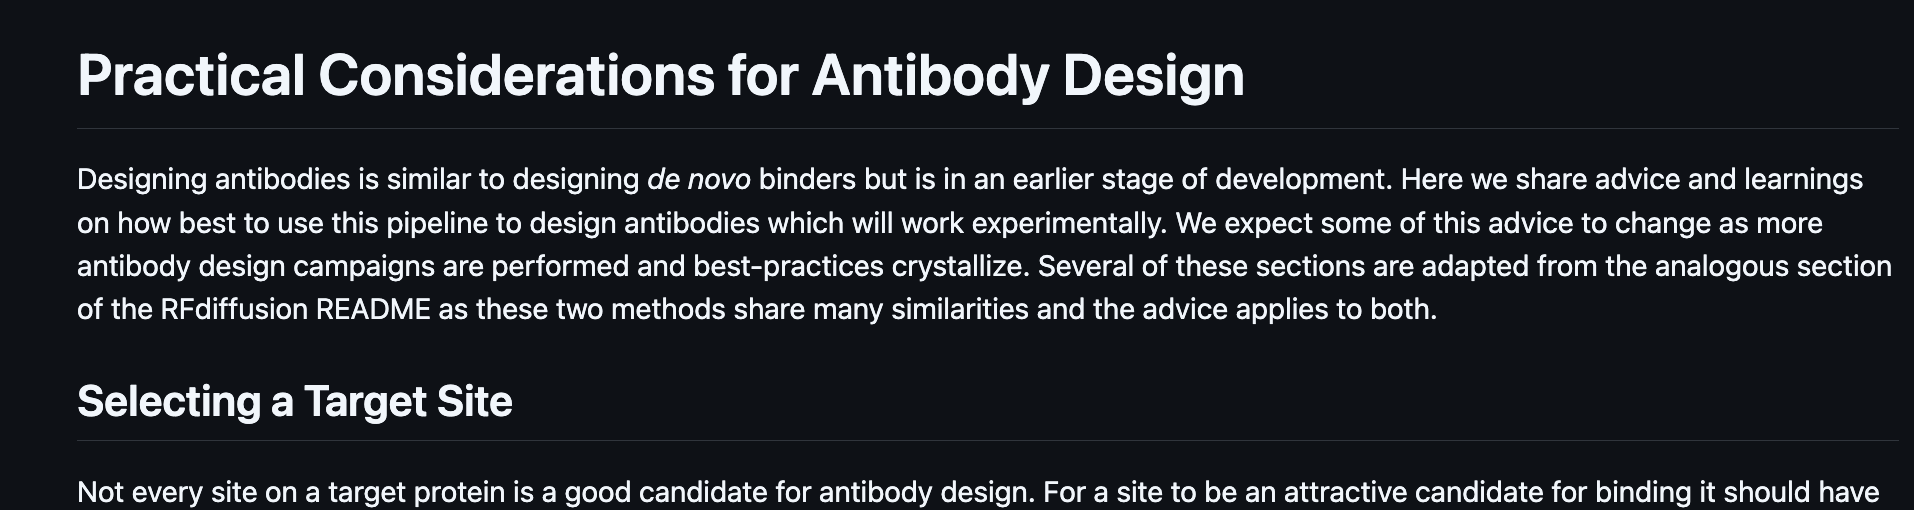 Practical Considerations for Antibody Design
Designing antibodies is similar to designing de novo binders but is in an earlier stage of development. Here we share advice and learnings
on how best to use this pipeline to design antibodies which will work experimentally. We expect some of this advice to change as more
antibody design campaigns are performed and best-practices crystallize. Several of these sections are adapted from the analogous section
of the RFdiffusion README as these two methods share many similarities and the advice applies to both.
Selecting a Target Site
Not every site on a target protein is a good candidate for antibody design. For a site to be an attractive candidate for binding it should have